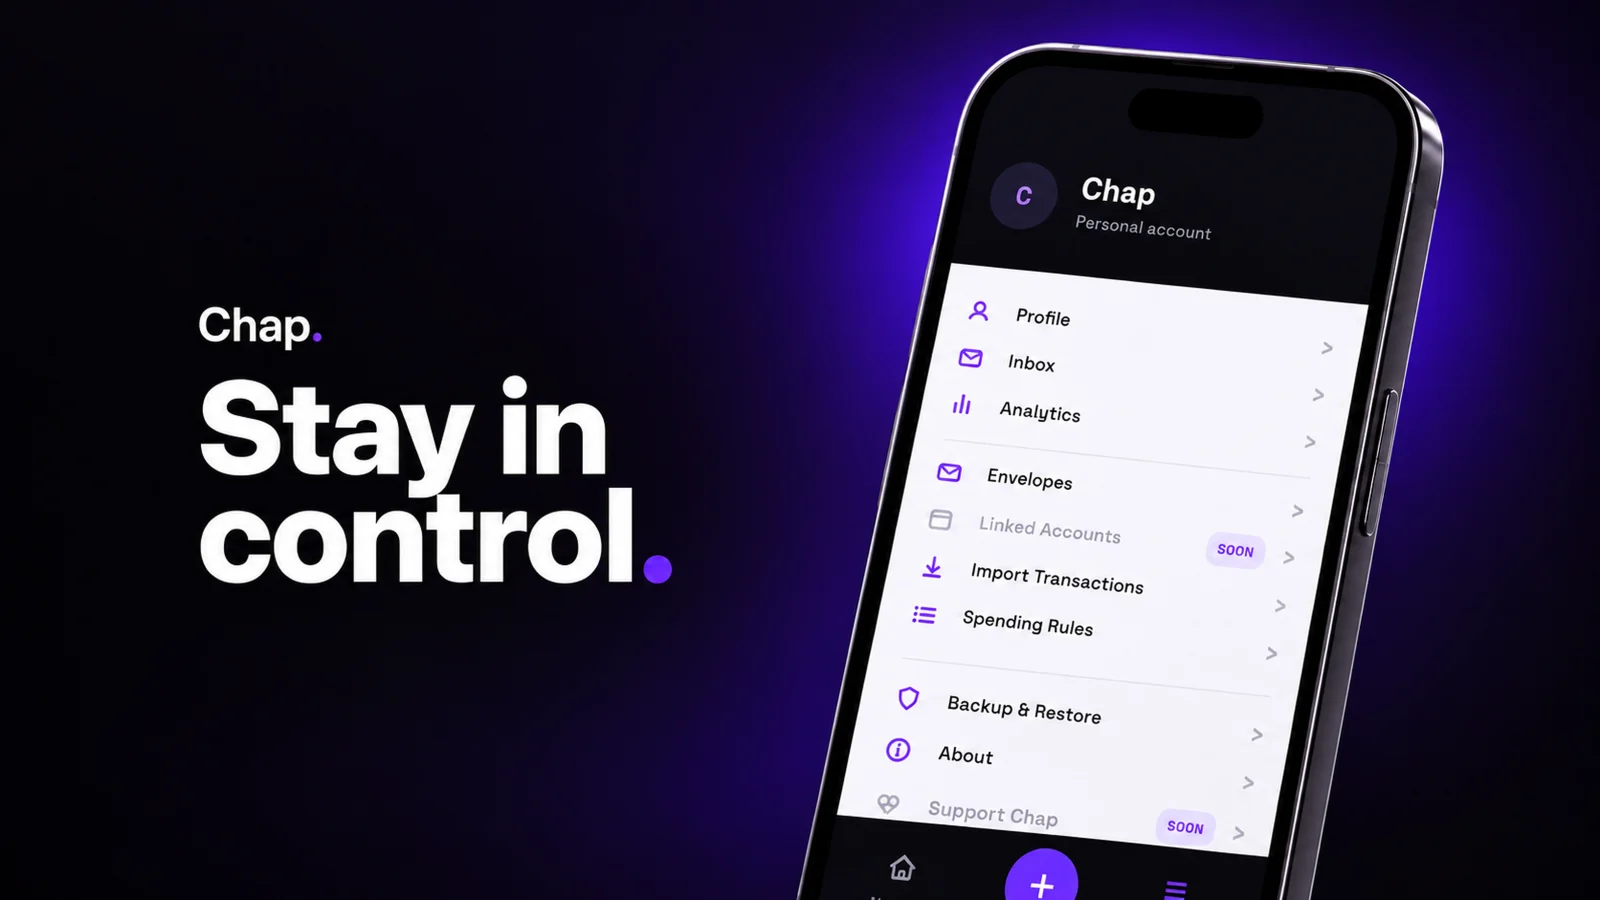 Chap.
Stay in
control.
C
Chap
Personal account
Profile
Inbox
Analytics
Envelopes
Linked Accounts
SOON
Import Transactions
Spending Rules
Backup & Restore
About
Support Chap
SOON